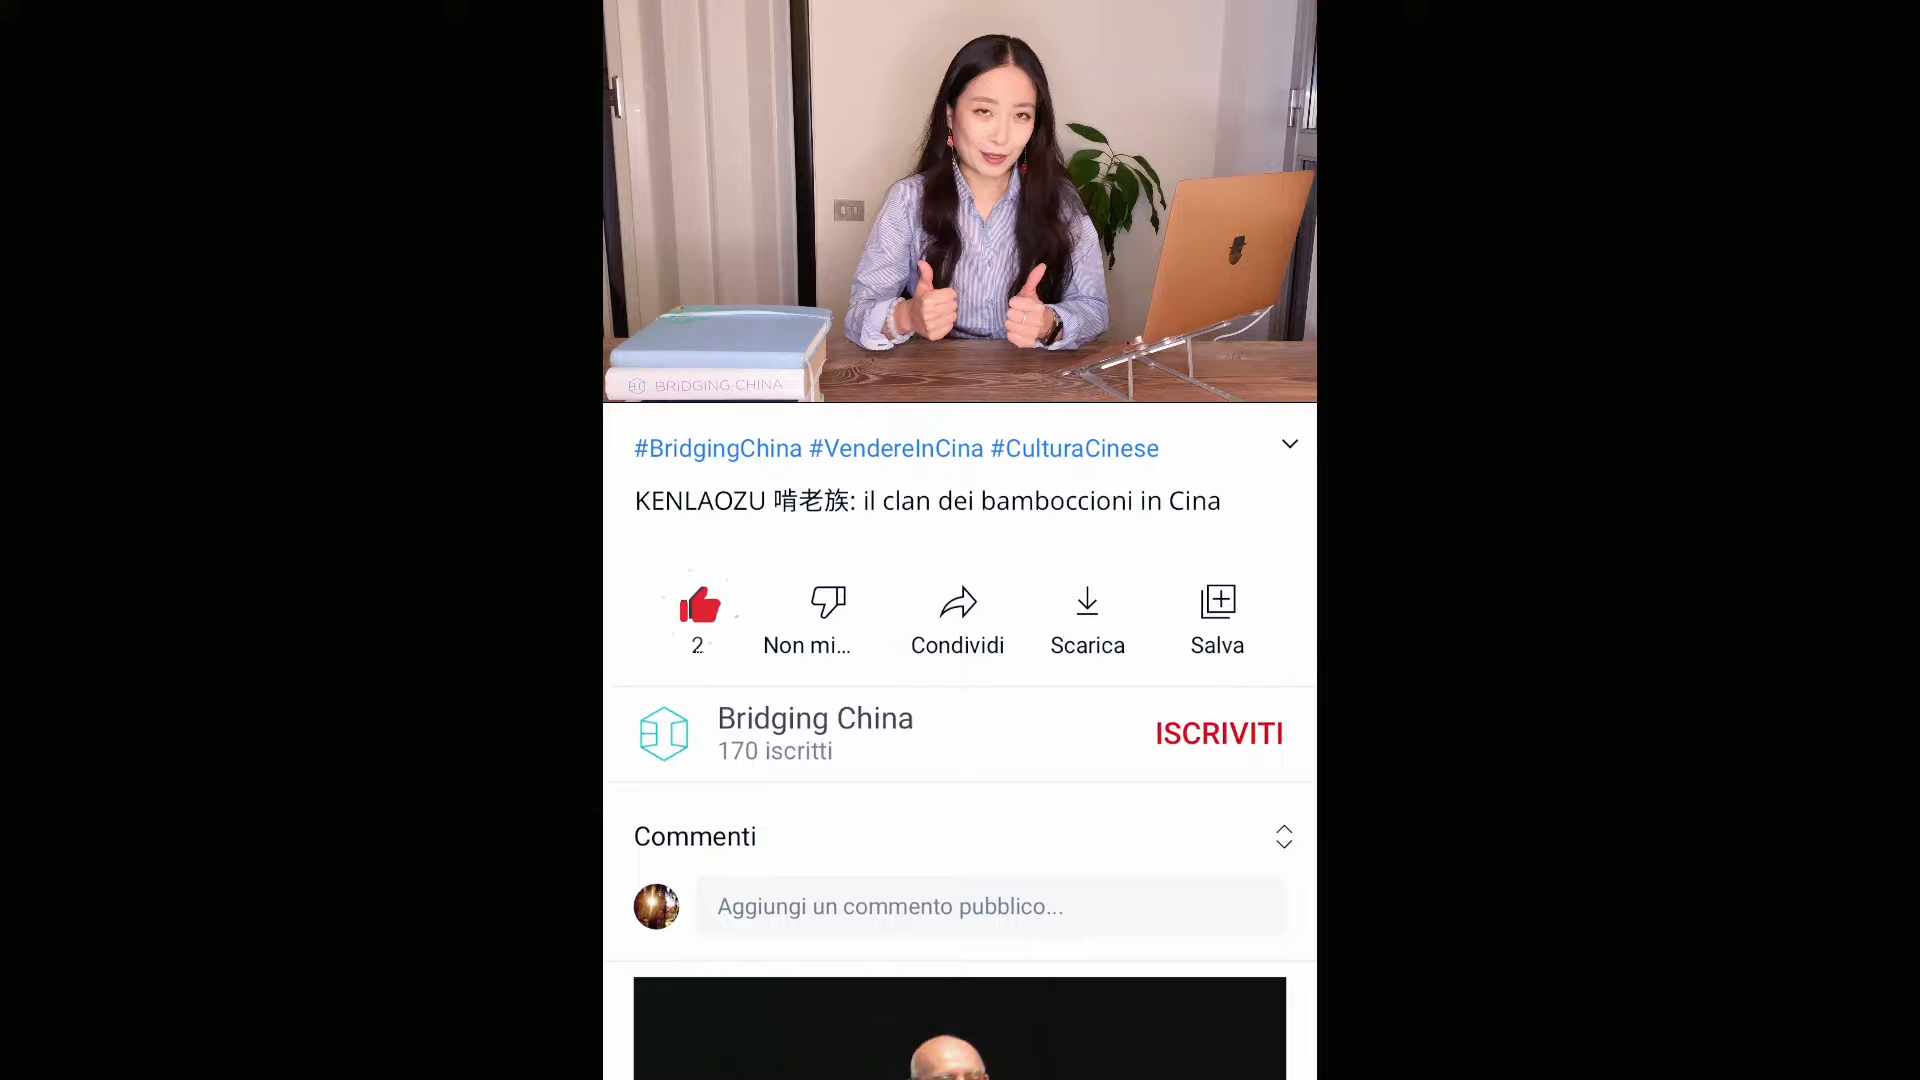 BRIDGING CHINA
#BridgingChina #VendereInCina #CulturaCinese
KENLAOZU 啃老族: il clan dei bamboccioni in Cina
2
Non mi...
Condividi
Scarica
Salva
Bridging China
170 iscritti
ISCRIVITI
Commenti
Aggiungi un commento pubblico...